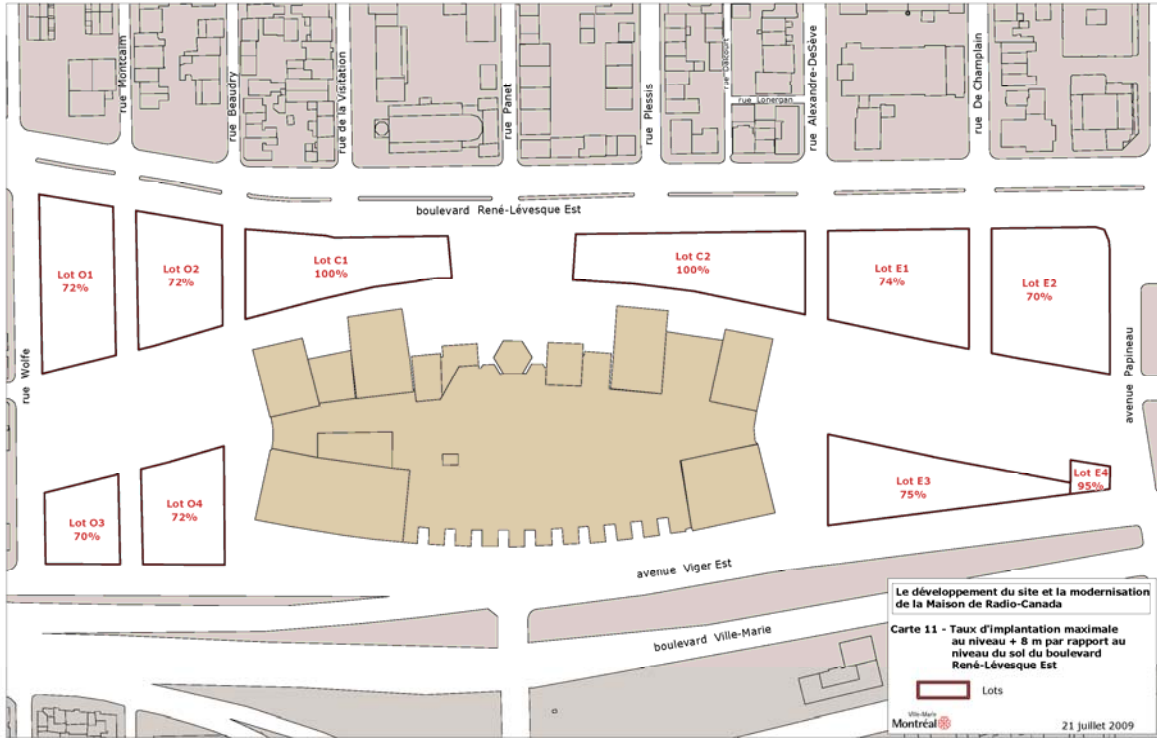 rue Montcalm
rue Beaudry
rue de la Visitation
rue Panet
rue Plessis
rue Dalcourt
rue Lonergan
rue Alexandre-DeSève
rue De Champlain
boulevard René-Lévesque Est
Lot O1
72%
Lot O2
72%
Lot C1
100%
Lot C2
100%
Lot E1
74%
Lot E2
70%
rue Wolfe
avenue Papineau
Lot O3
70%
Lot O4
72%
Lot E3
75%
Lot E4
95%
avenue Viger Est
boulevard Ville-Marie
Le développement du site et la modernisation
de la Maison de Radio-Canada
Carte 11 - Taux d'implantation maximale
au niveau + 8 m par rapport au
niveau du sol du boulevard
René-Lévesque Est
Lots
Ville-Marie
Montréal
21 juillet 2009